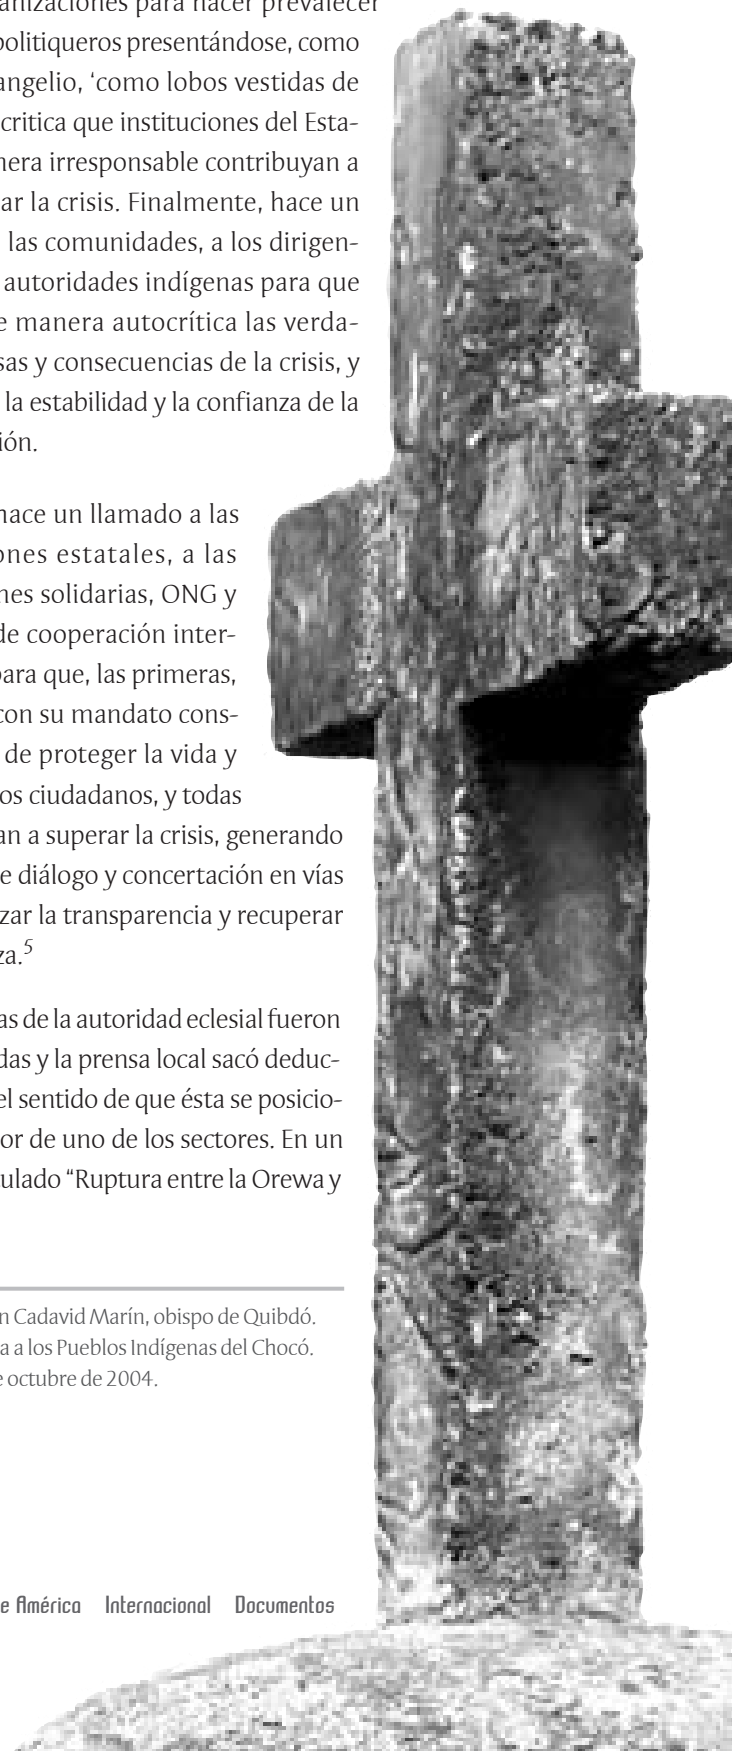 anizaciones para hacer prevalecer
politiqueros presentándose, como
angelio, ‘como lobos vestidas de
critica que instituciones del Esta-
nera irresponsable contribuyan a
ar la crisis. Finalmente, hace un
las comunidades, a los dirigen-
autoridades indígenas para que
e manera autocrítica las verda-
sas y consecuencias de la crisis, y
la estabilidad y la confianza de la
ión.
hace un llamado a las
ones estatales, a las
nes solidarias, ONG y
de cooperación inter-
para que, las primeras,
con su mandato cons-
de proteger la vida y
os ciudadanos, y todas
an a superar la crisis, generando
e diálogo y concertación en vías
zar la transparencia y recuperar
za.5
as de la autoridad eclesial fueron
das y la prensa local sacó deduc-
el sentido de que ésta se posicio-
or de uno de los sectores. En un
tulado “Ruptura entre la Orewa y
n Cadavid Marín, obispo de Quibdó.
a a los Pueblos Indígenas del Chocó.
e octubre de 2004.
e América Internacional Documentos